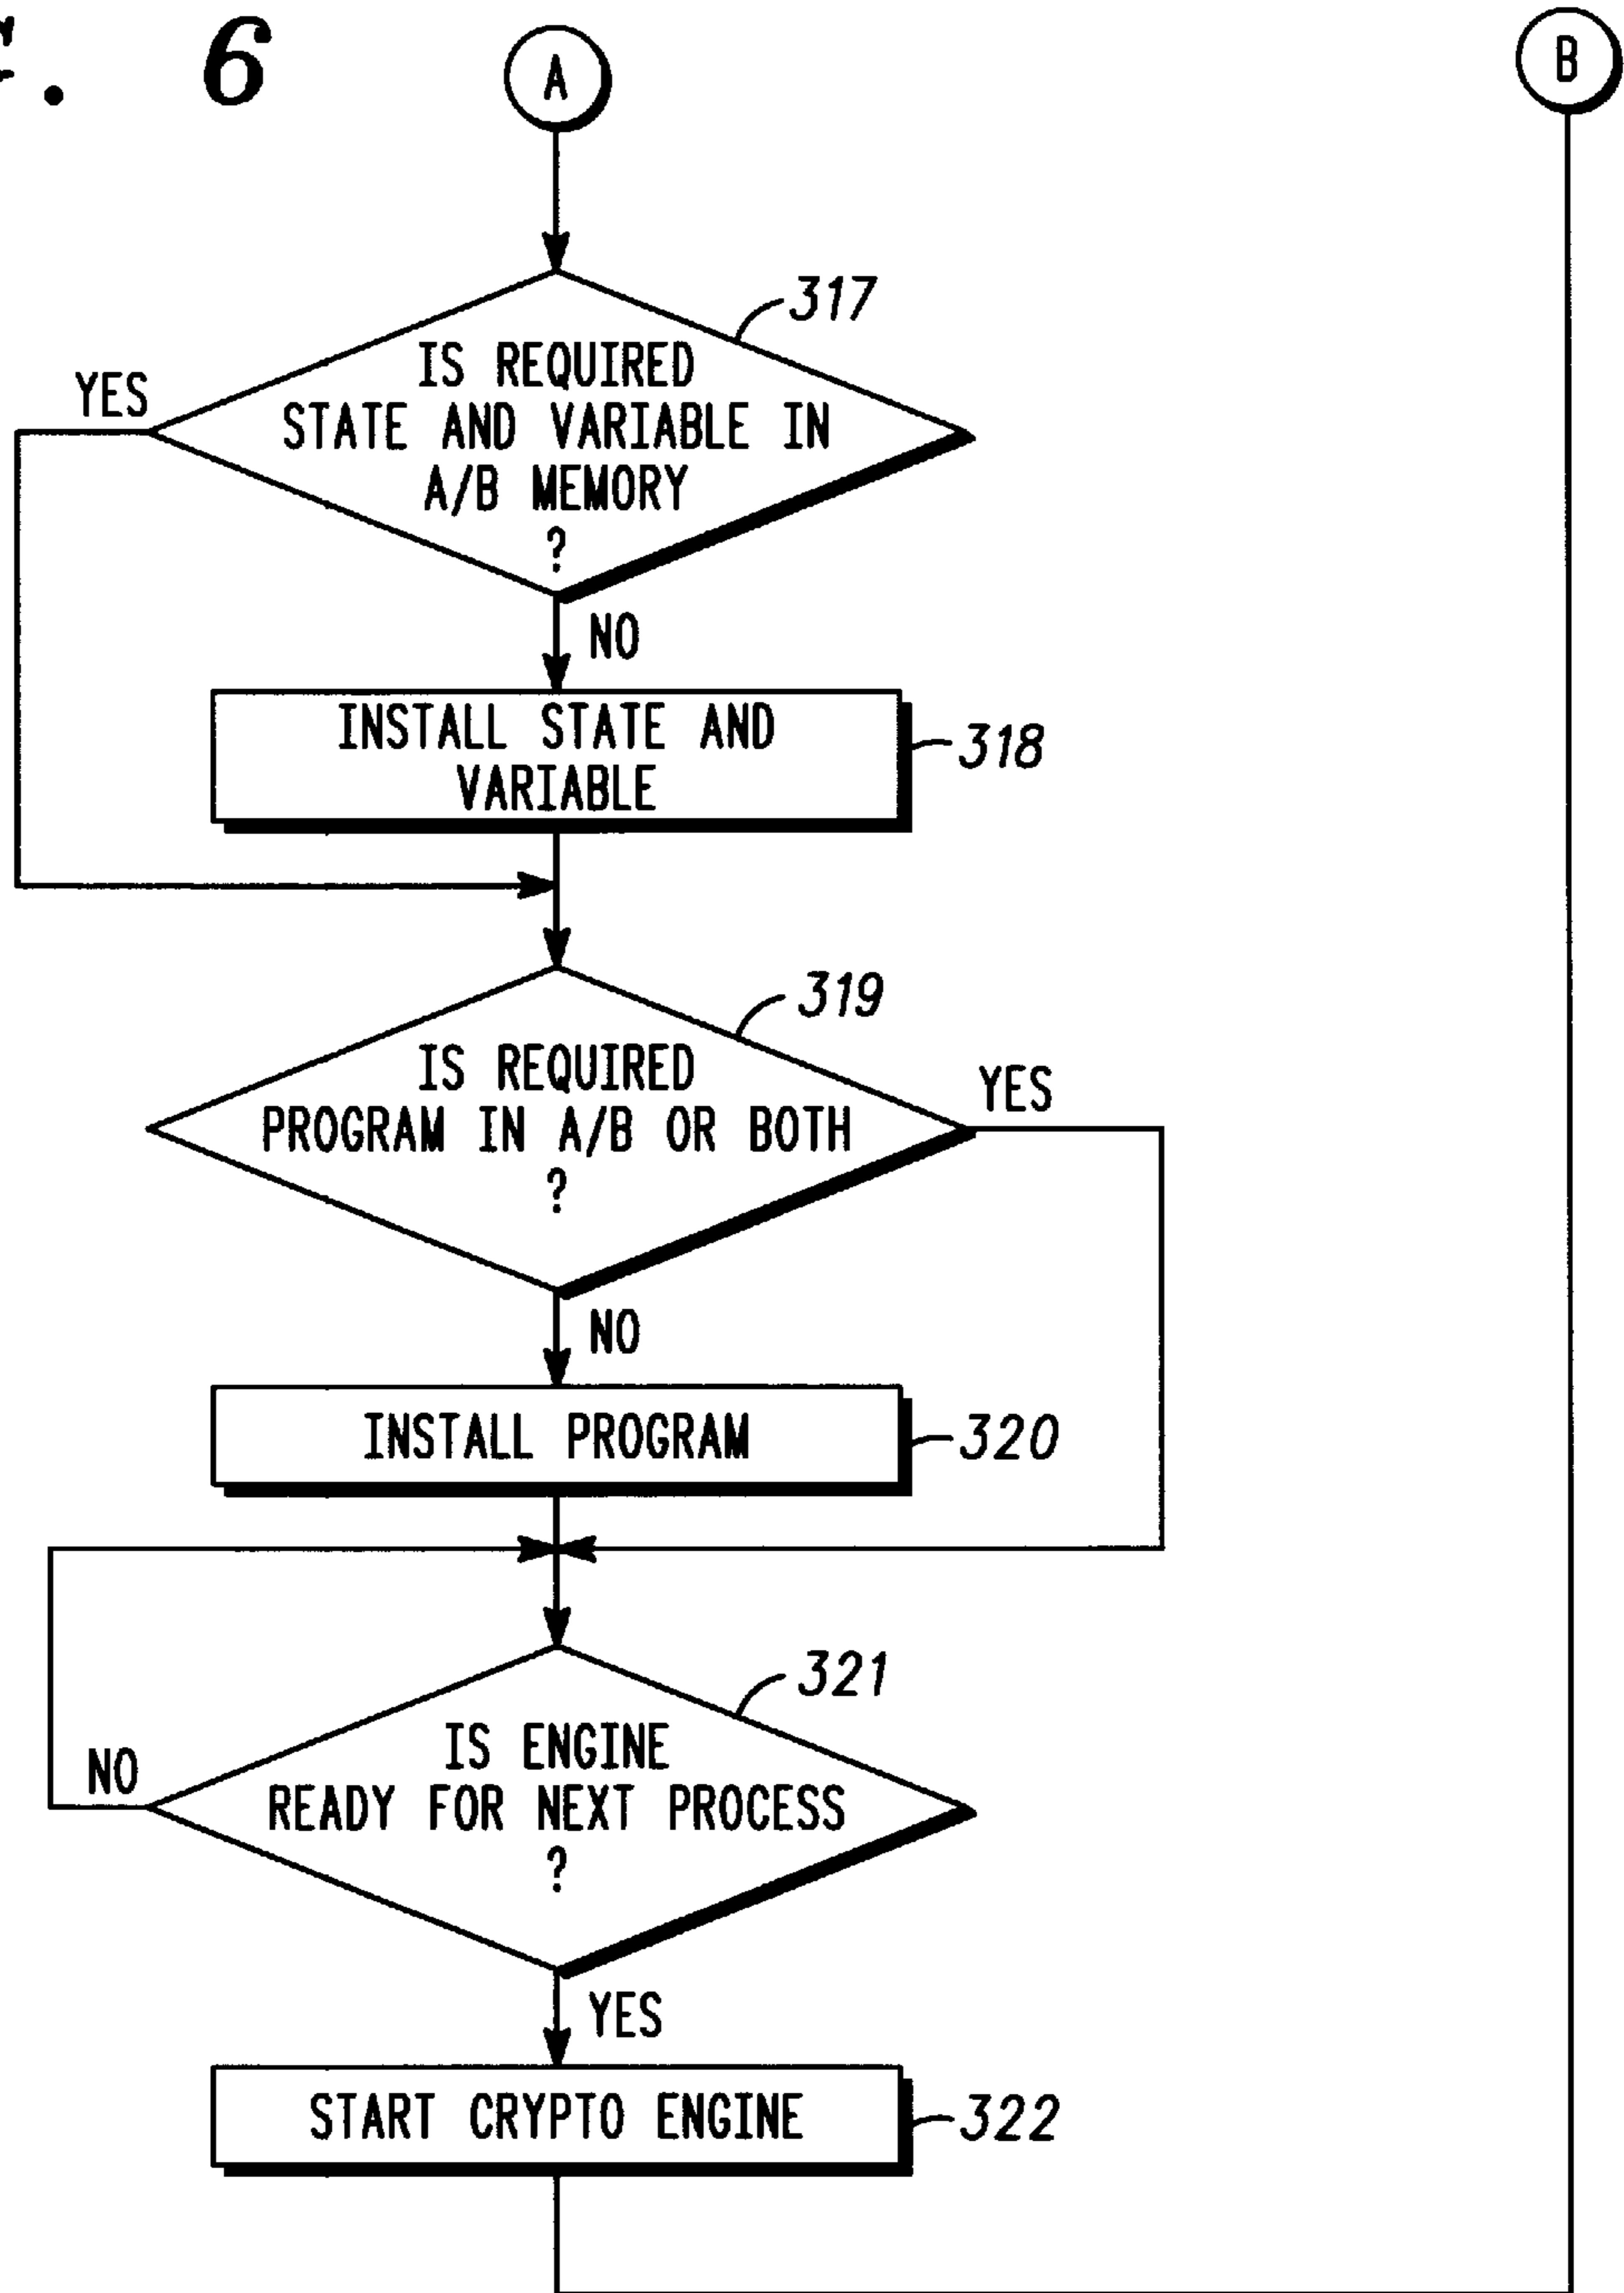 . 6
A
B
317
IS REQUIRED
STATE AND VARIABLE IN
A/B MEMORY
?
YES
NO
INSTALL STATE AND
VARIABLE
318
319
IS REQUIRED
PROGRAM IN A/B OR BOTH
?
YES
NO
INSTALL PROGRAM
320
321
IS ENGINE
READY FOR NEXT PROCESS
?
NO
YES
START CRYPTO ENGINE
322